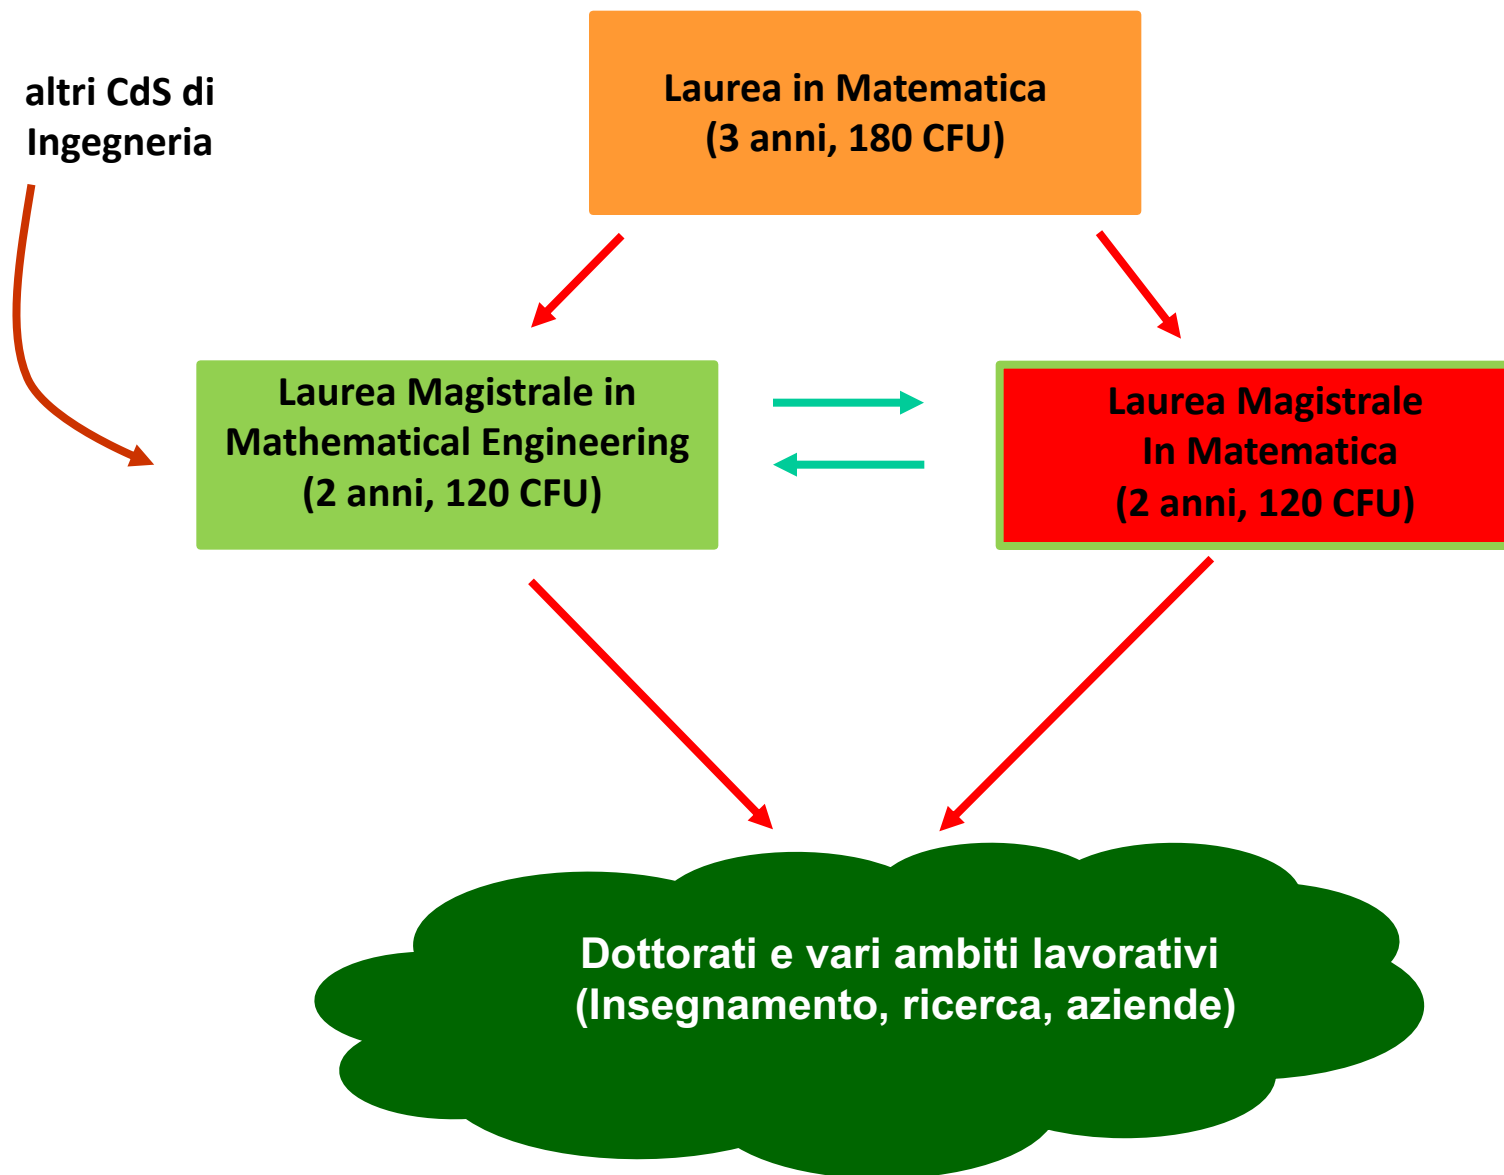 altri CdS di
Ingegneria
Laurea in Matematica
(3 anni, 180 CFU)
Laurea Magistrale in
Mathematical Engineering
(2 anni, 120 CFU)
Laurea Magistrale
In Matematica
(2 anni, 120 CFU)
Dottorati e vari ambiti lavorativi
(Insegnamento, ricerca, aziende)